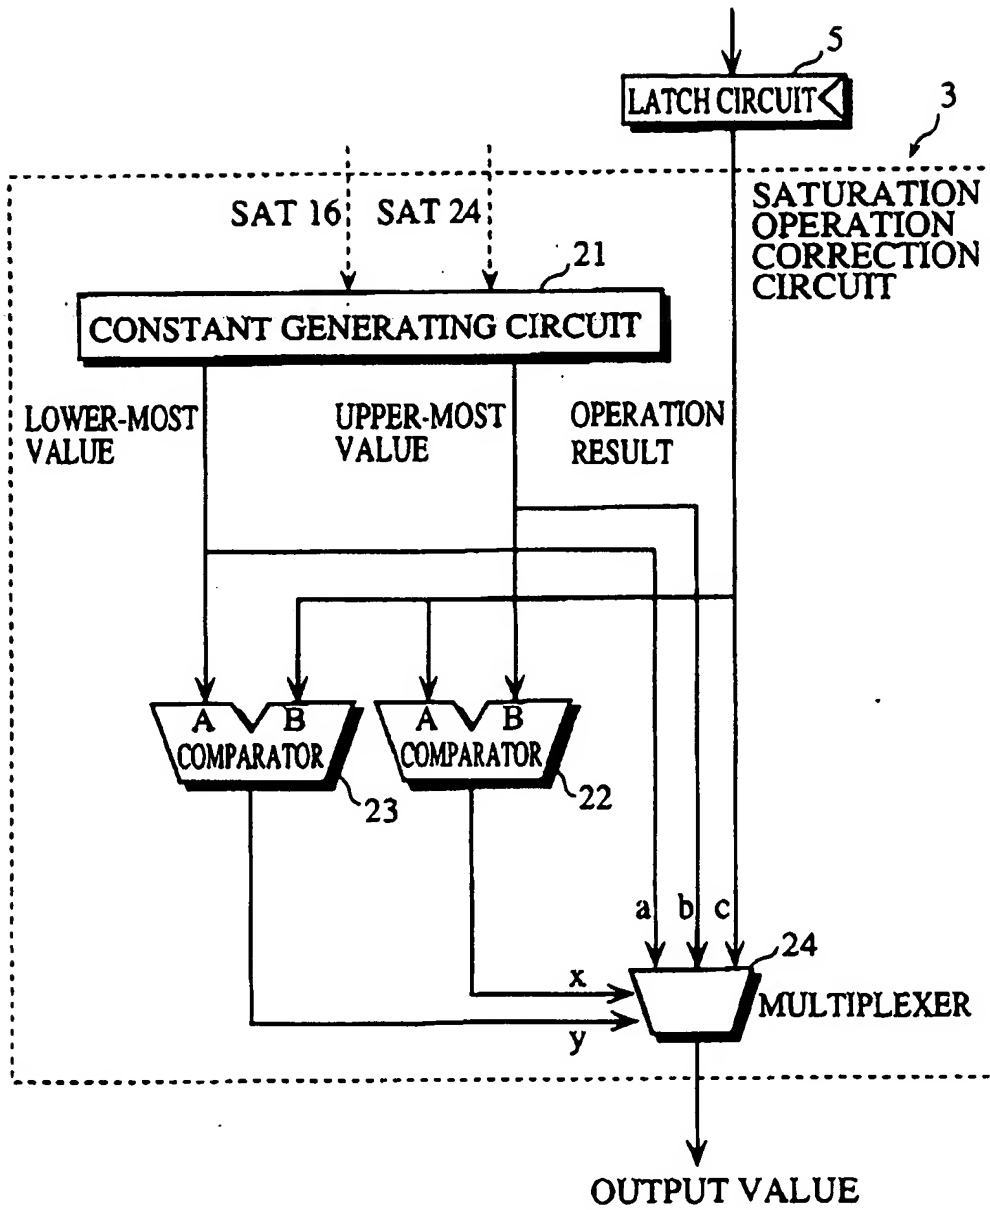 5
LATCH CIRCUIT
3
SATURATION
OPERATION
CORRECTION
CIRCUIT
SAT 16
SAT 24
21
CONSTANT GENERATING CIRCUIT
LOWER-MOST
VALUE
UPPER-MOST
VALUE
OPERATION
RESULT
A B
COMPARATOR
23
A B
COMPARATOR
22
a b c
24
x
y
MULTIPLEXER
OUTPUT VALUE